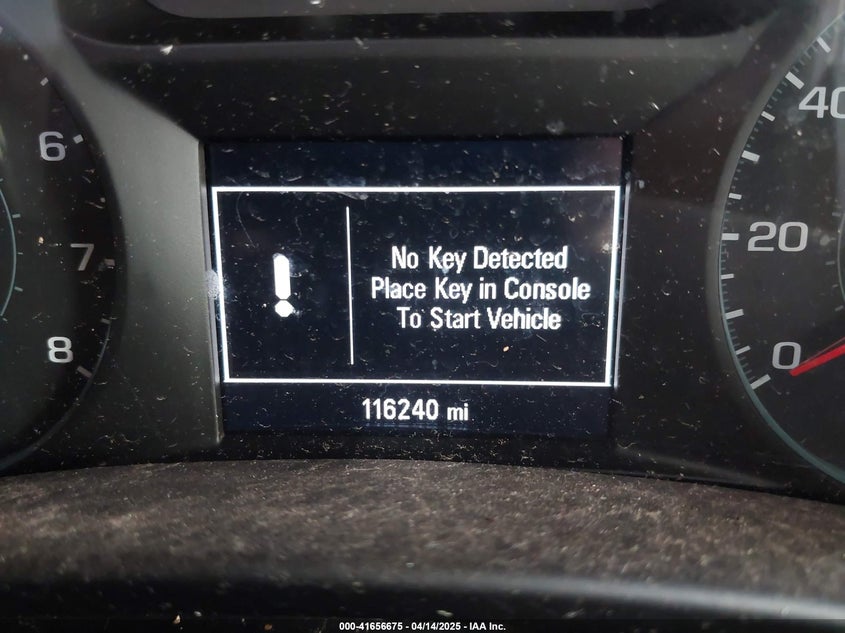 6
7
8
No Key Detected
Place Key in Console
To Start Vehicle
116240 mi
40
20
0
000-41656675 - 04/14/2025 - IAA Inc.